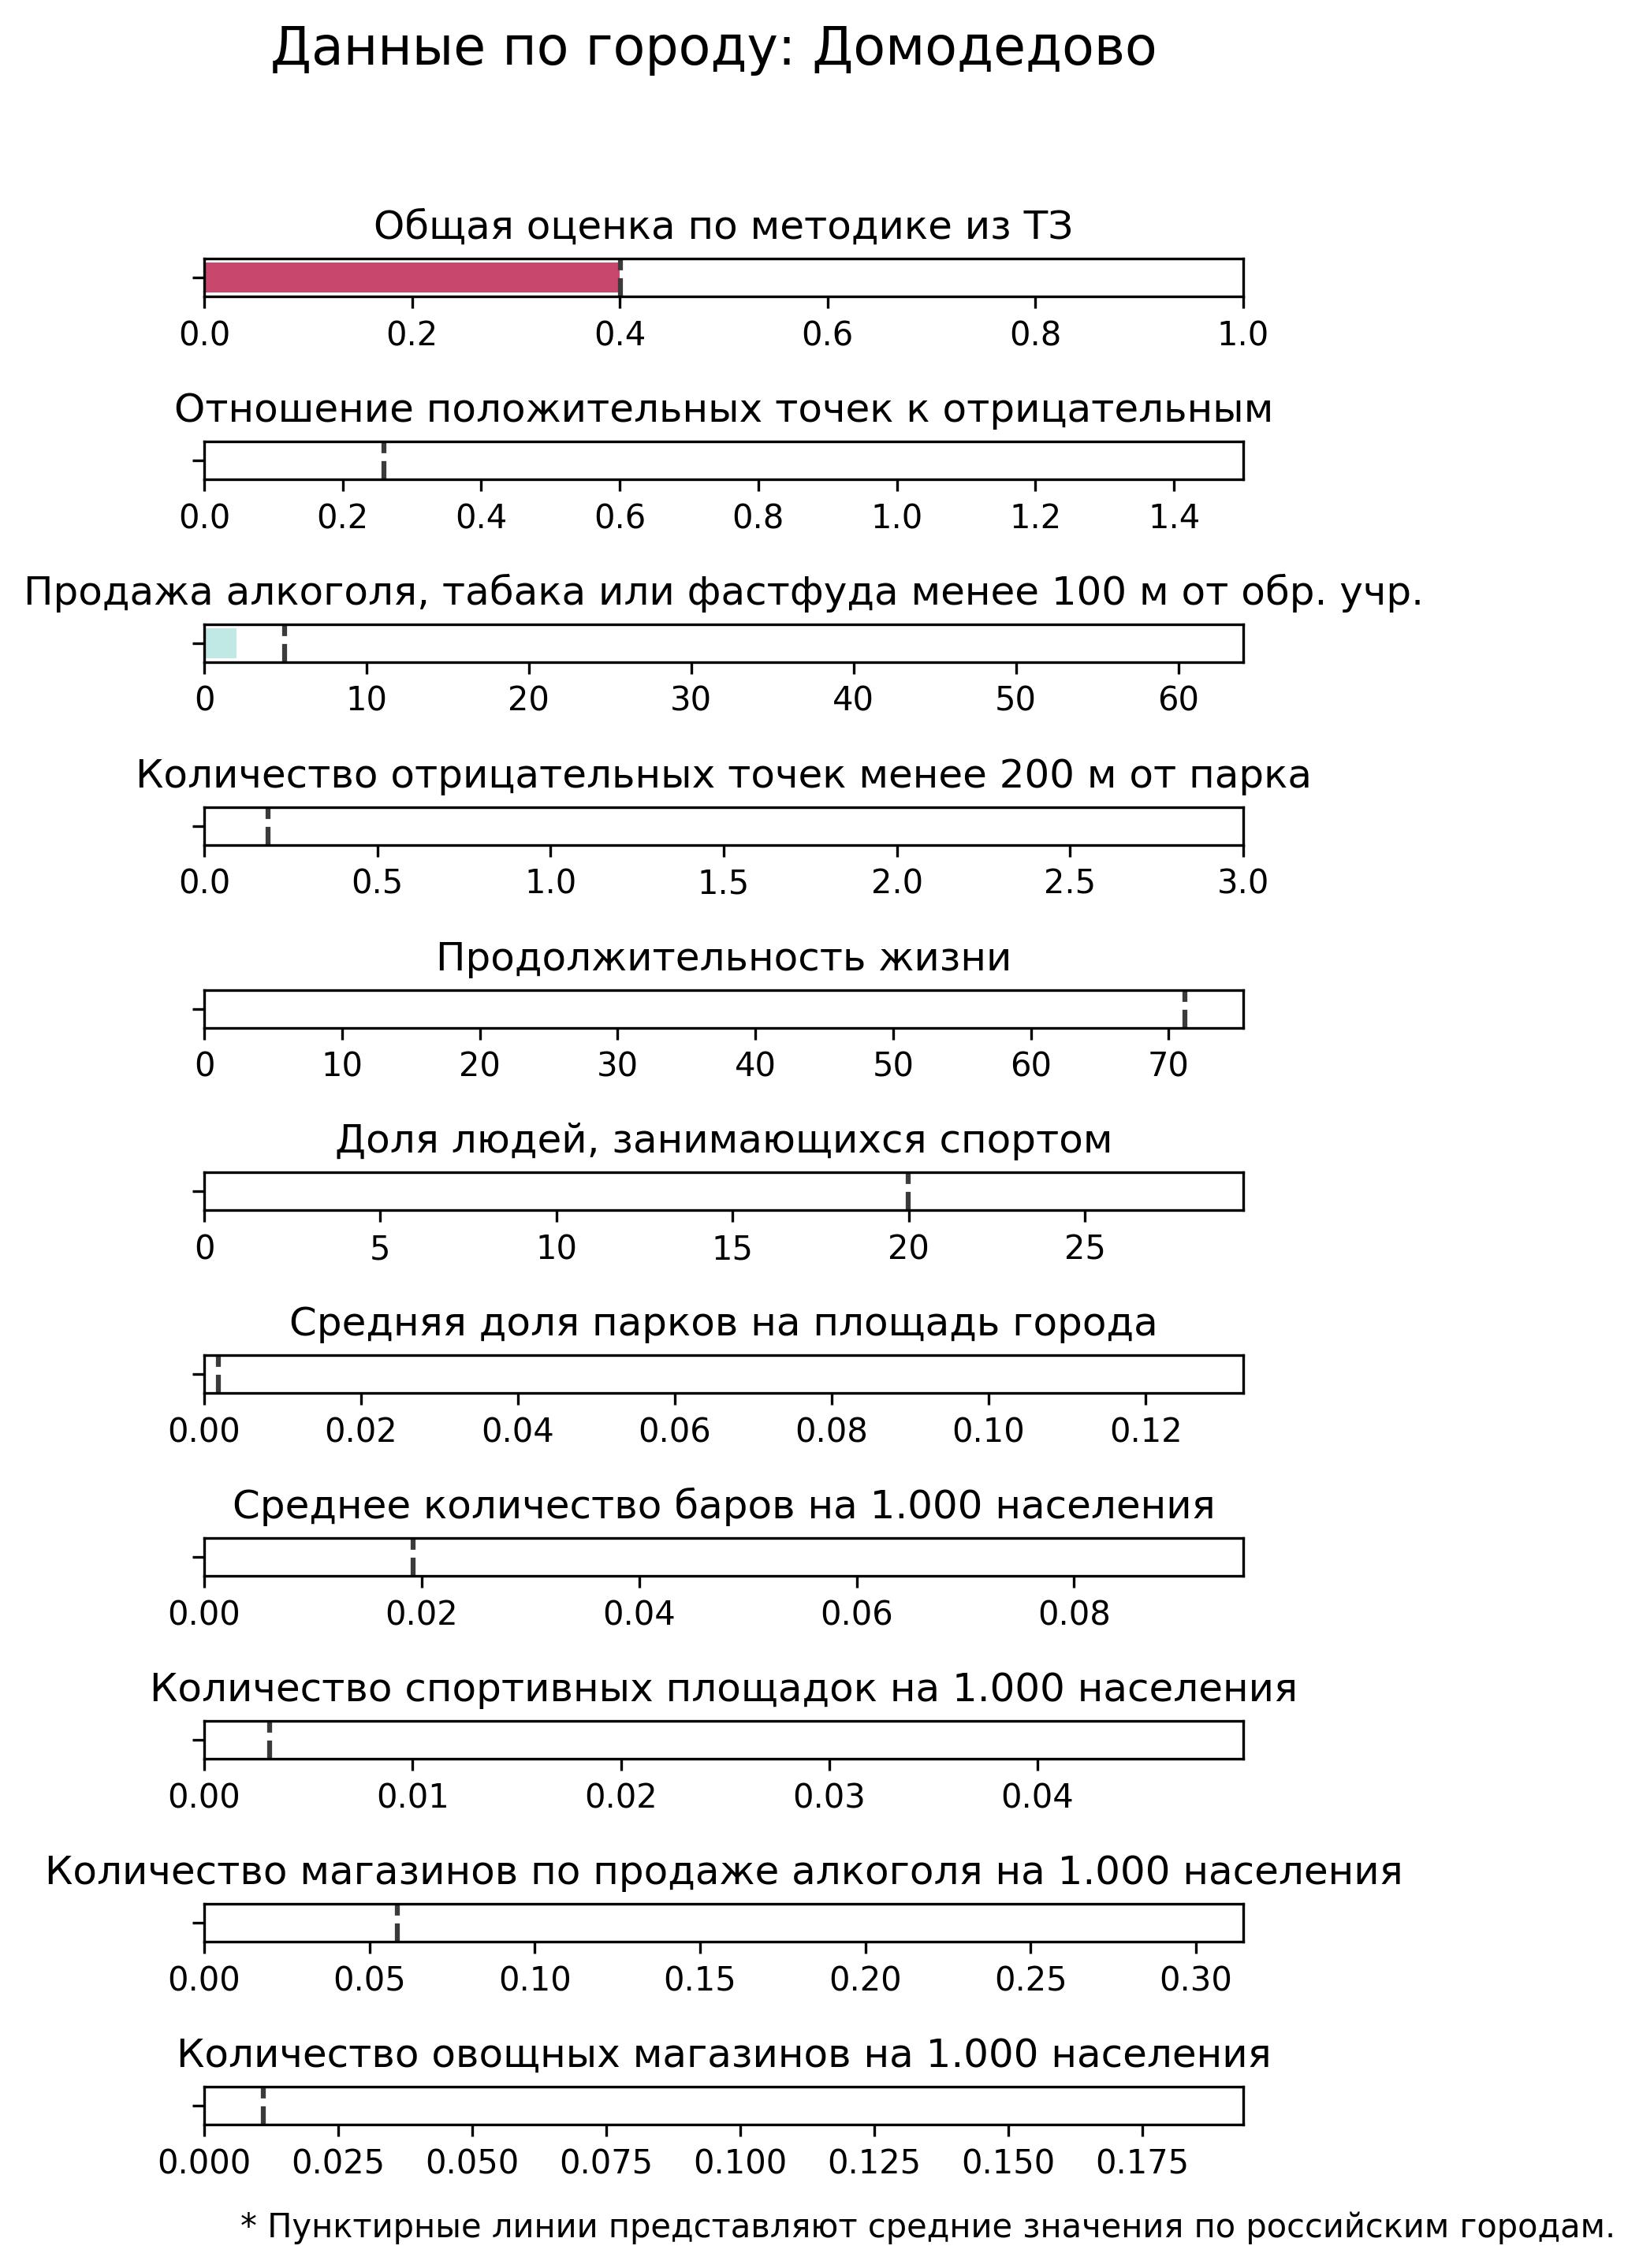 Данные по городу: Домодедово
Общая оценка по методике из ТЗ
0.0 0.2 0.4 0.6 0.8 1.0
Отношение положительных точек к отрицательным
0.0 0.2 0.4 0.6 0.8 1.0 1.2 1.4
Продажа алкоголя, табака или фастфуда менее 100 м от обр. учр.
0 10 20 30 40 50 60
Количество отрицательных точек менее 200 м от парка
0.0 0.5 1.0 1.5 2.0 2.5 3.0
Продолжительность жизни
0 10 20 30 40 50 60 70
Доля людей, занимающихся спортом
0 5 10 15 20 25
Средняя доля парков на площадь города
0.00 0.02 0.04 0.06 0.08 0.10 0.12
Среднее количество баров на 1.000 населения
0.00 0.02 0.04 0.06 0.08
Количество спортивных площадок на 1.000 населения
0.00 0.01 0.02 0.03 0.04
Количество магазинов по продаже алкоголя на 1.000 населения
0.00 0.05 0.10 0.15 0.20 0.25 0.30
Количество овощных магазинов на 1.000 населения
0.000 0.025 0.050 0.075 0.100 0.125 0.150 0.175
* Пунктирные линии представляют средние значения по российским городам.